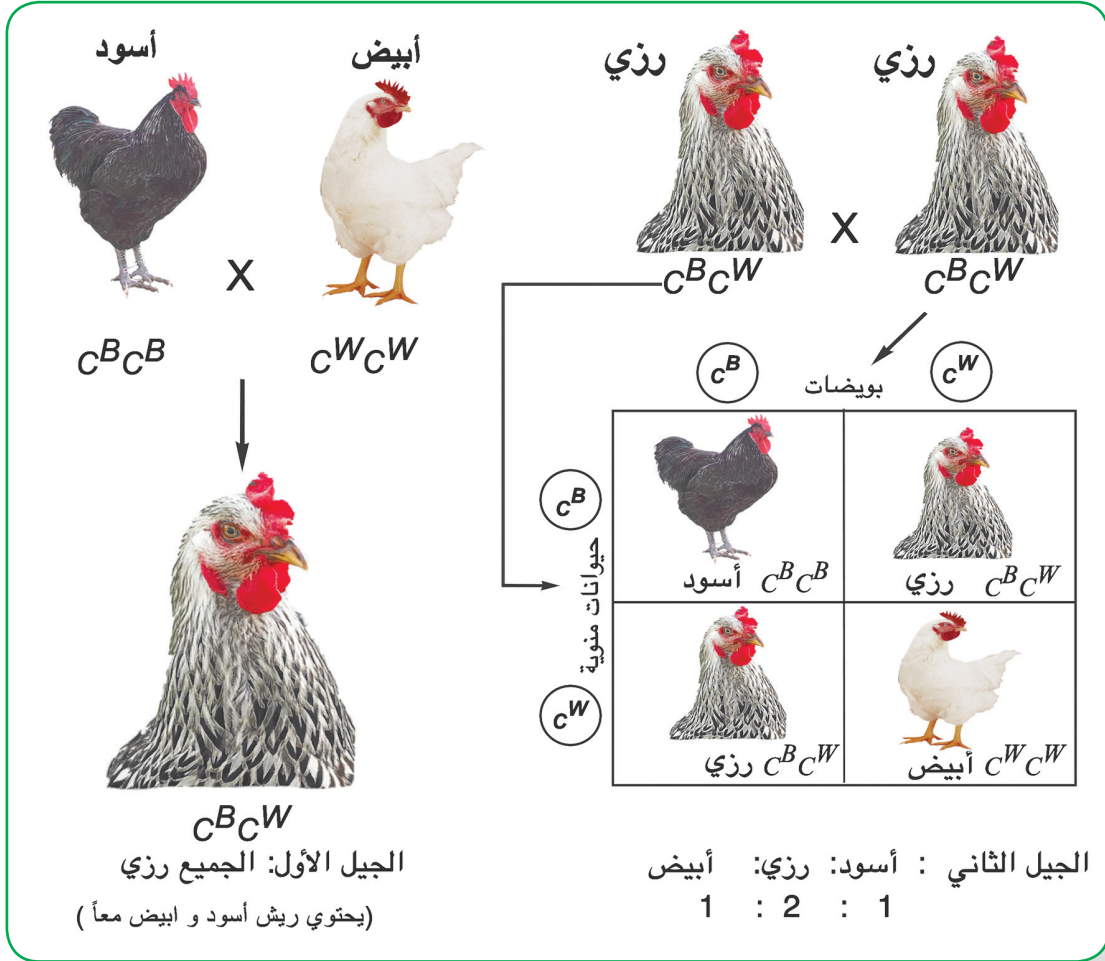 أسود
أبيض
X
C^B C^B
C^W C^W
C^B C^W
الجيل الأول: الجميع رزي
(يحتوي ريش أسود و ابيض معاً )
رزي
رزي
X
C^B C^W
C^B C^W
بويضات
C^B
C^W
حيوانات منوية
C^B
C^W
أسود C^B C^B
رزي C^B C^W
رزي C^B C^W
أبيض C^W C^W
الجيل الثاني : أسود: رزي: أبيض
1 : 2 : 1